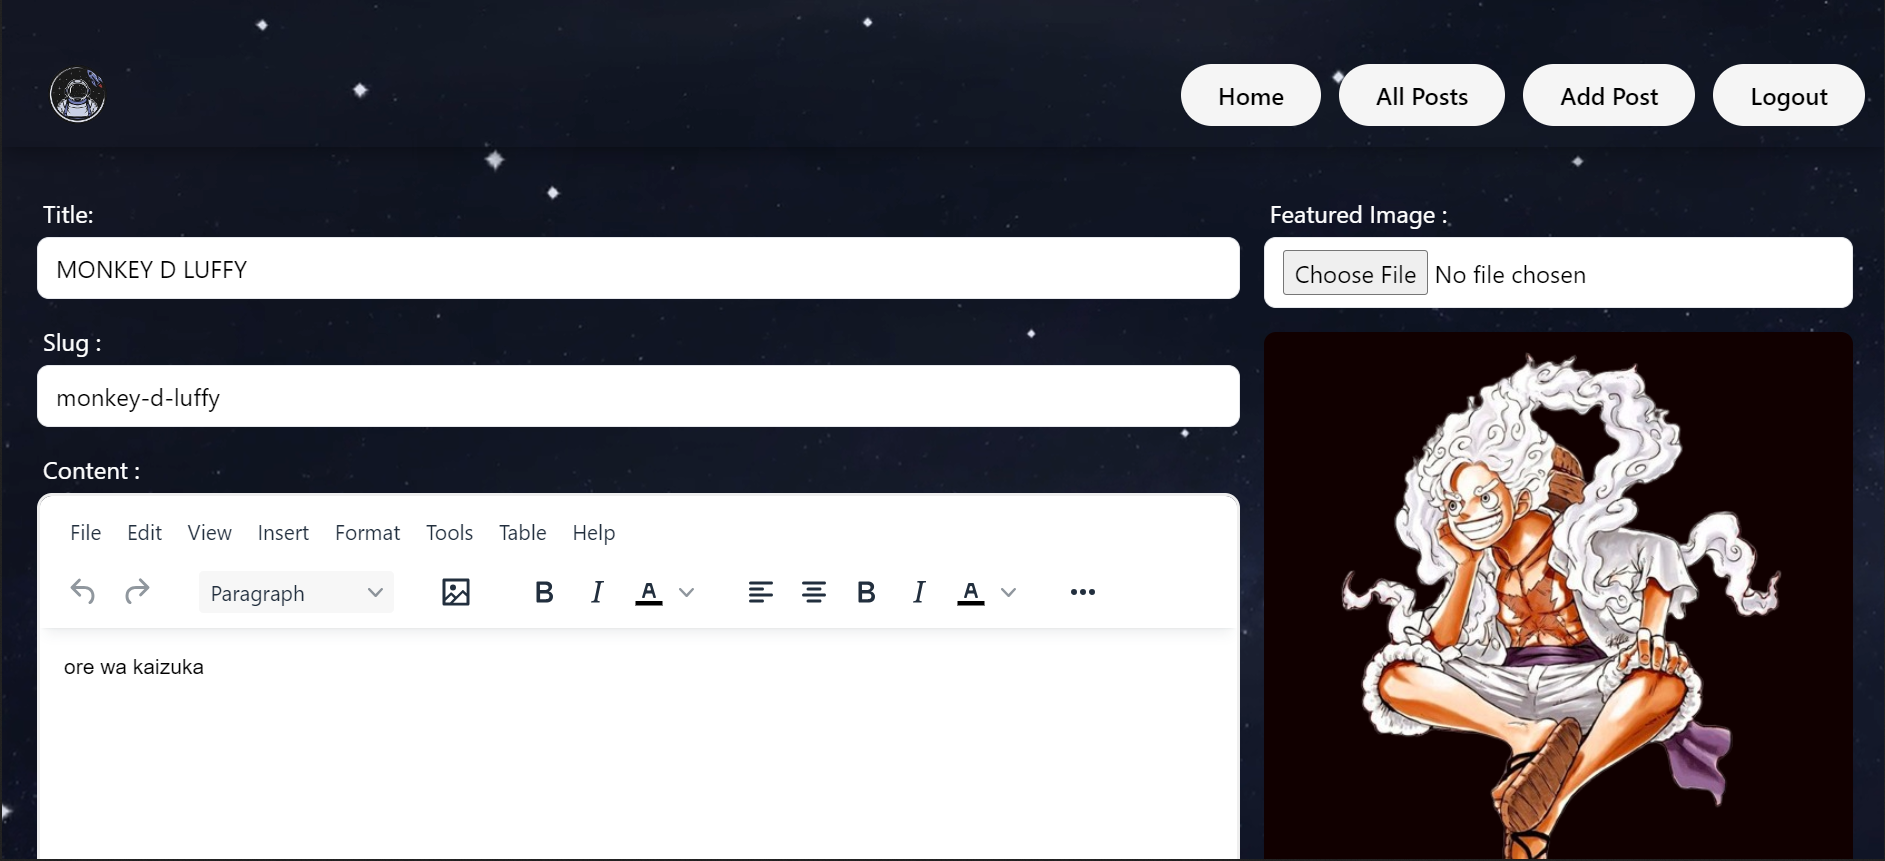 Home All Posts Add Post Logout
Title:
MONKEY D LUFFY
Slug :
monkey-d-luffy
Content :
File Edit View Insert Format Tools Table Help
Paragraph B I A B I A
ore wa kaizuka
Featured Image :
Choose File No file chosen